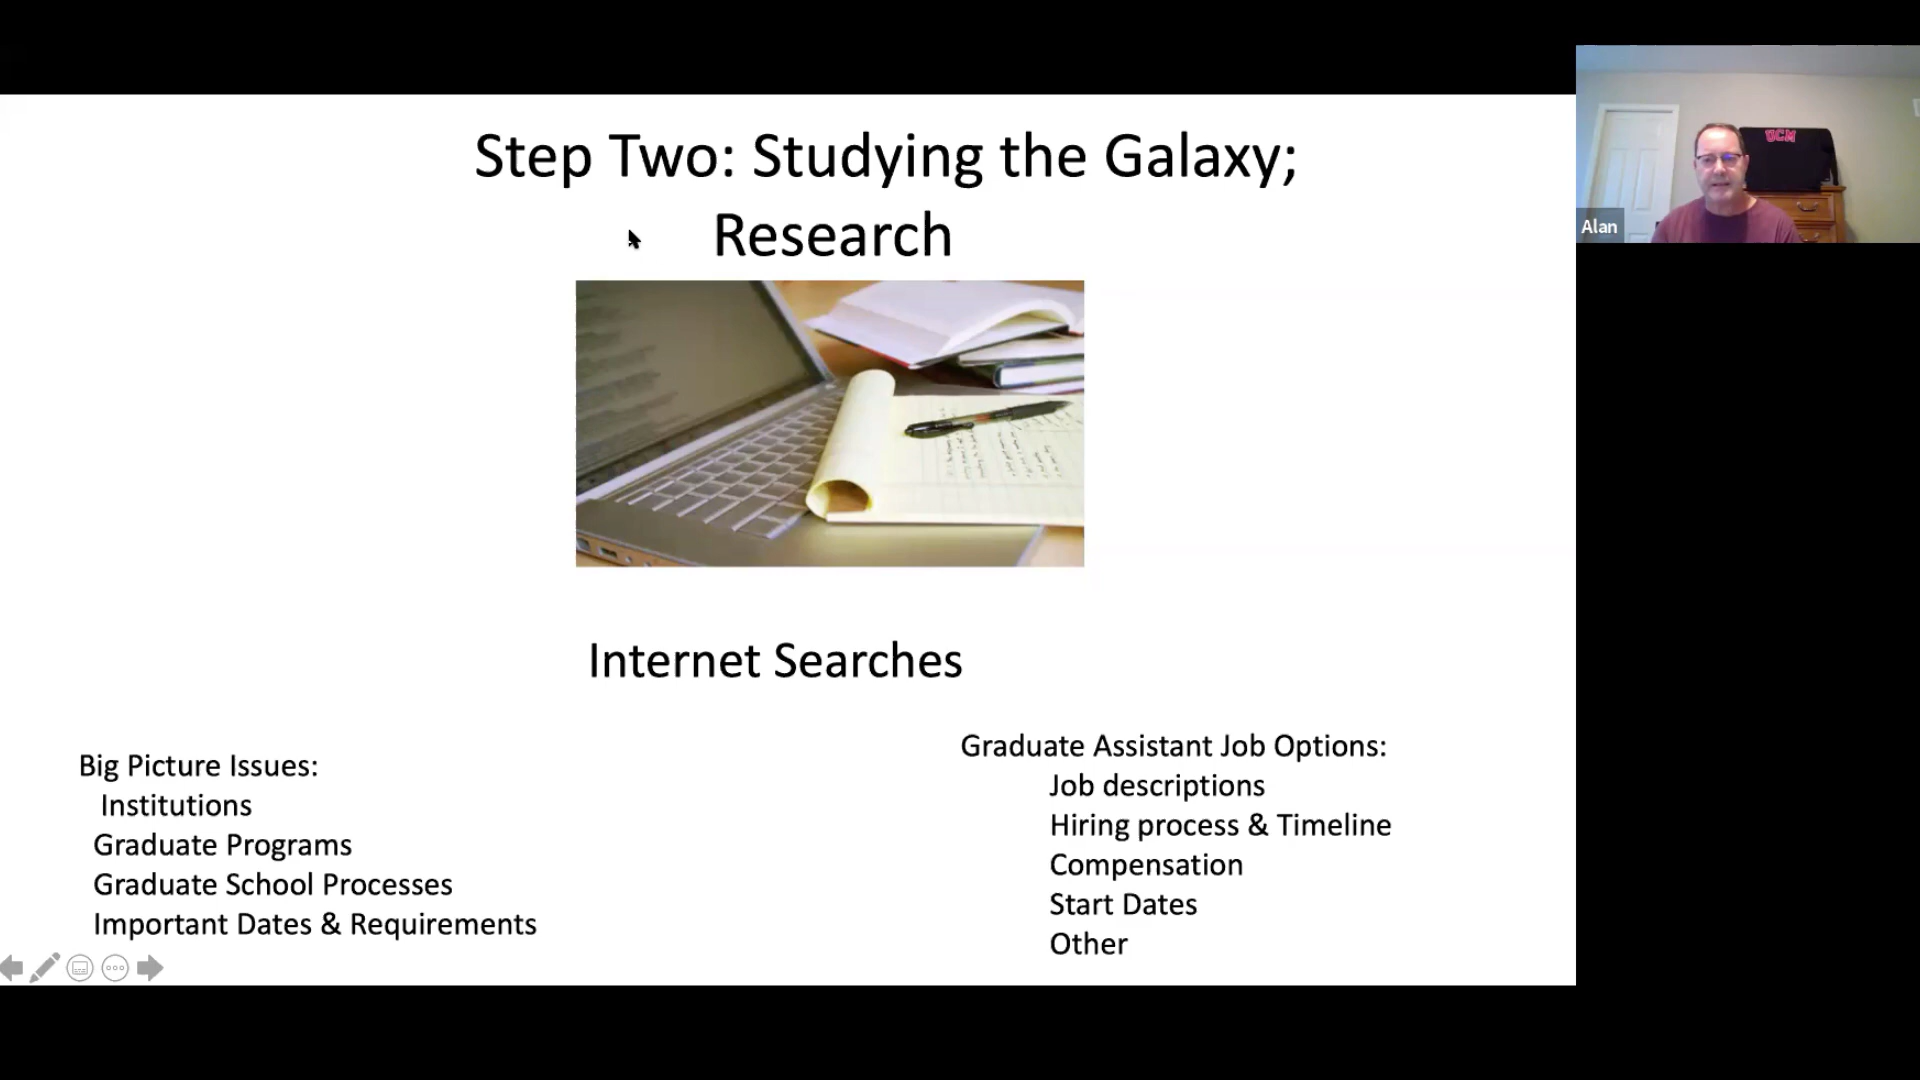 Step Two: Studying the Galaxy;
Research
Internet Searches
Big Picture Issues:
Institutions
Graduate Programs
Graduate School Processes
Important Dates & Requirements
Graduate Assistant Job Options:
Job descriptions
Hiring process & Timeline
Compensation
Start Dates
Other
UCM
Alan